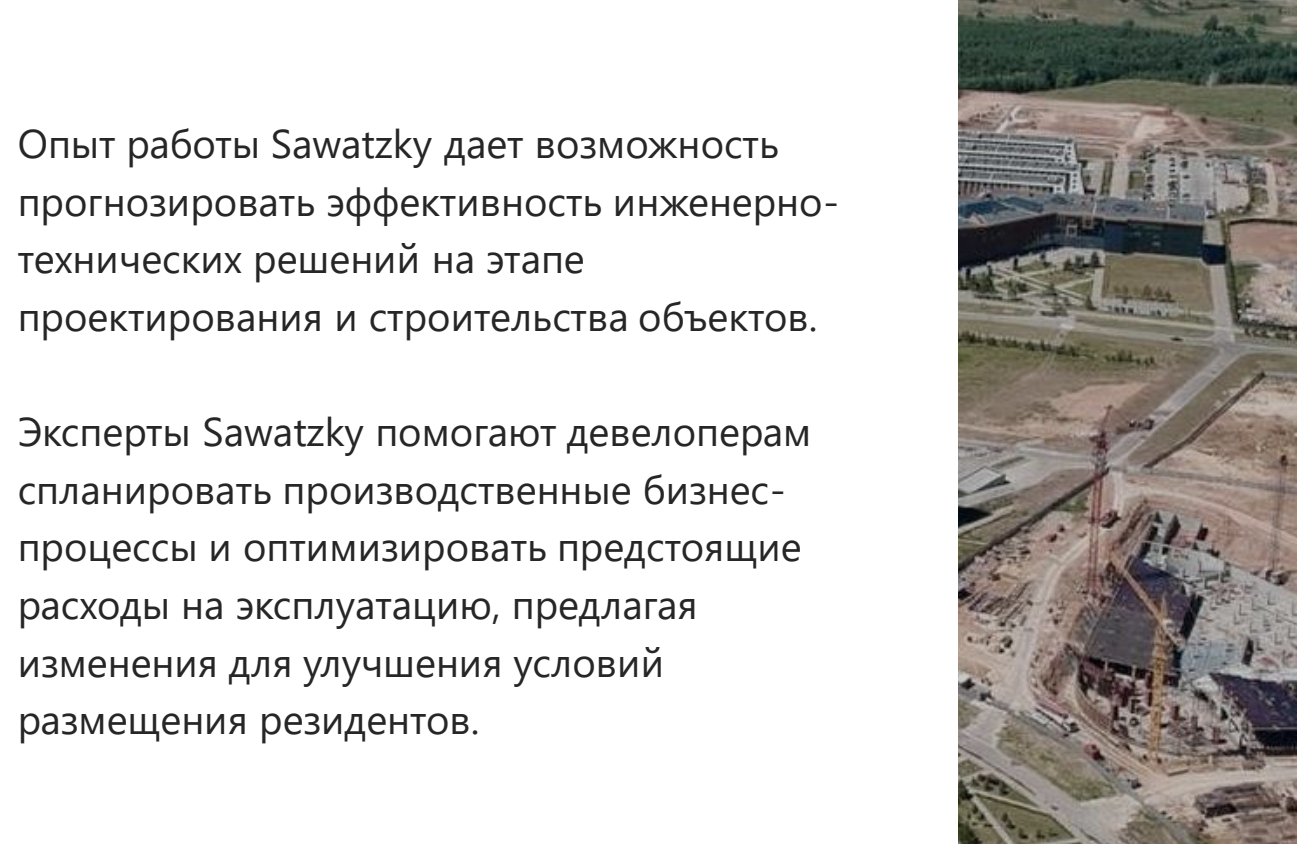 Опыт работы Sawatzky дает возможность
прогнозировать эффективность инженерно-
технических решений на этапе
проектирования и строительства объектов.
Эксперты Sawatzky помогают девелоперам
спланировать производственные бизнес-
процессы и оптимизировать предстоящие
расходы на эксплуатацию, предлагая
изменения для улучшения условий
размещения резидентов.